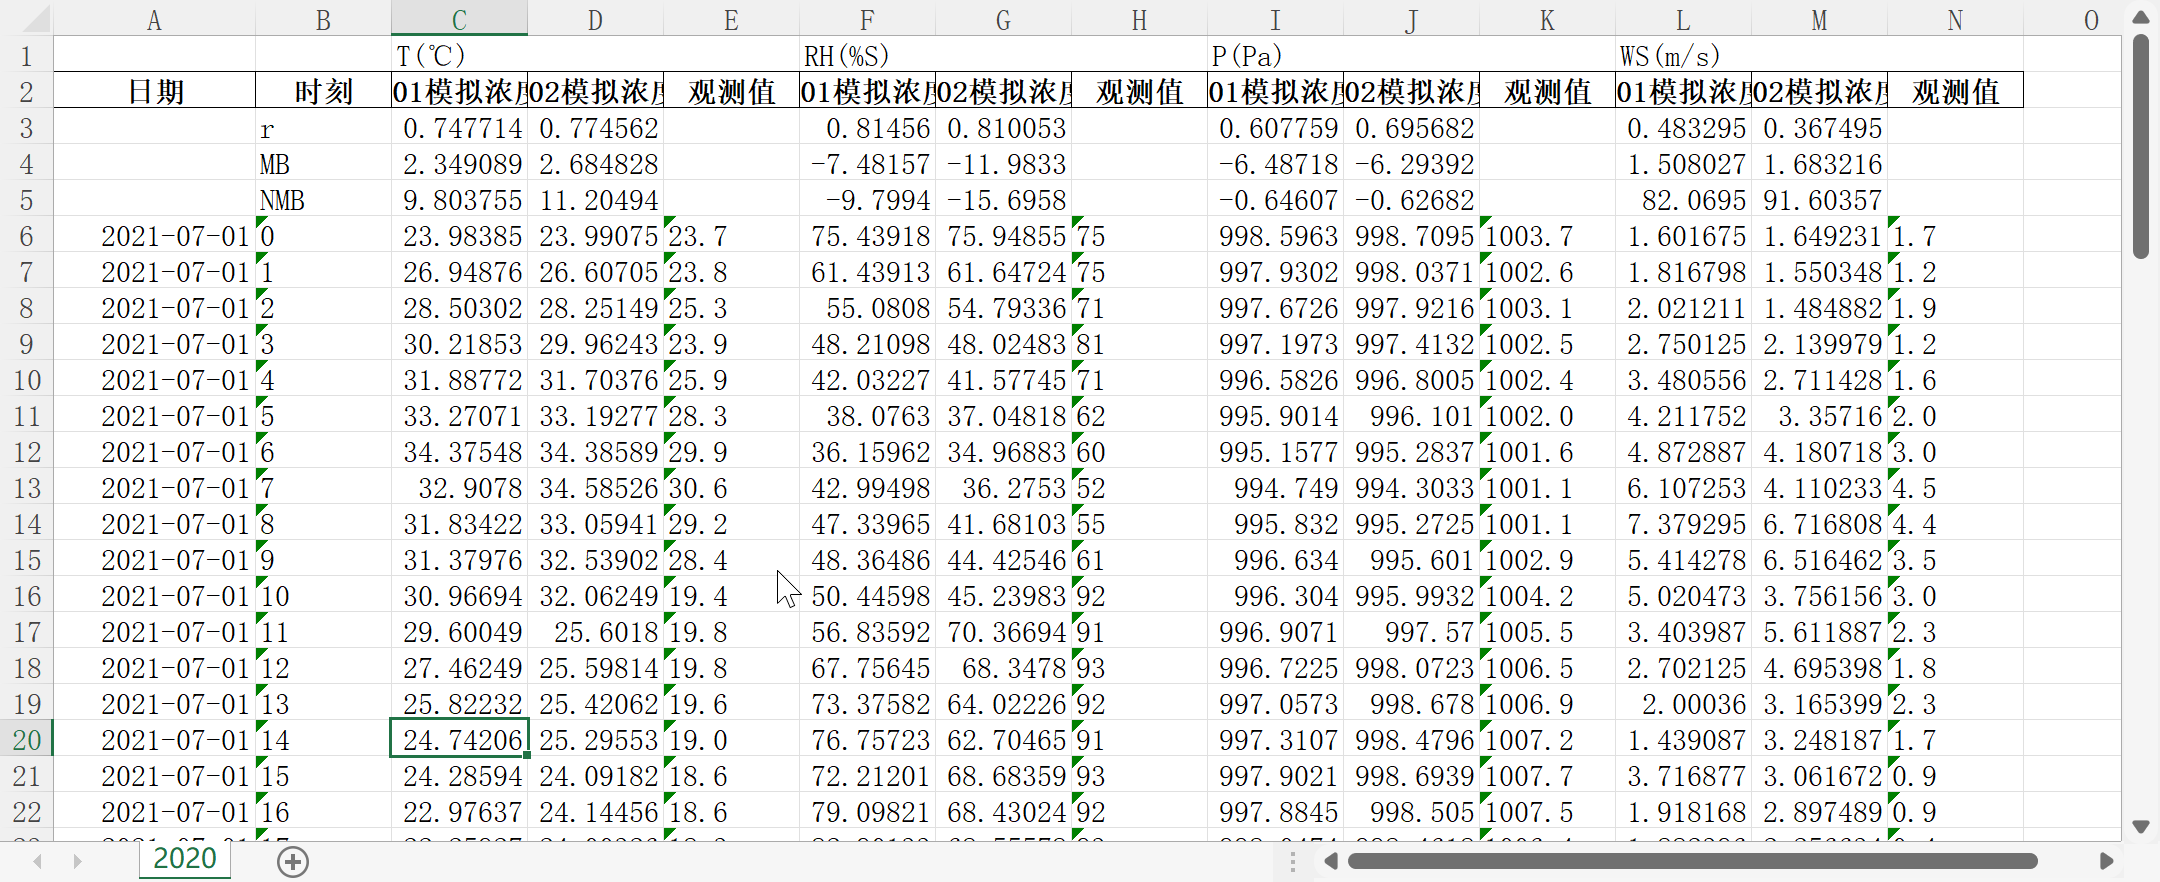 A B C D E F G H I J K L M N O
1 T(℃) RH(%S) P(Pa) WS(m/s)
2 日期 时刻 01模拟浓度 02模拟浓度 观测值 01模拟浓度 02模拟浓度 观测值 01模拟浓度 02模拟浓度 观测值 01模拟浓度 02模拟浓度 观测值
3 r 0.747714 0.774562 0.81456 0.810053 0.607759 0.695682 0.483295 0.367495
4 MB 2.349089 2.684828 -7.48157 -11.9833 -6.48718 -6.29392 1.508027 1.683216
5 NMB 9.803755 11.20494 -9.7994 -15.6958 -0.64607 -0.62682 82.0695 91.60357
6 2021-07-01 0 23.98385 23.99075 23.7 75.43918 75.94855 75 998.5963 998.7095 1003.7 1.601675 1.649231 1.7
7 2021-07-01 1 26.94876 26.60705 23.8 61.43913 61.64724 75 997.9302 998.0371 1002.6 1.816798 1.550348 1.2
8 2021-07-01 2 28.50302 28.25149 25.3 55.0808 54.79336 71 997.6726 997.9216 1003.1 2.021211 1.484882 1.9
9 2021-07-01 3 30.21853 29.96243 23.9 48.21098 48.02483 81 997.1973 997.4132 1002.5 2.750125 2.139979 1.2
10 2021-07-01 4 31.88772 31.70376 25.9 42.03227 41.57745 71 996.5826 996.8005 1002.4 3.480556 2.711428 1.6
11 2021-07-01 5 33.27071 33.19277 28.3 38.0763 37.04818 62 995.9014 996.101 1002.0 4.211752 3.35716 2.0
12 2021-07-01 6 34.37548 34.38589 29.9 36.15962 34.96883 60 995.1577 995.2837 1001.6 4.872887 4.180718 3.0
13 2021-07-01 7 32.9078 34.58526 30.6 42.99498 36.2753 52 994.749 994.3033 1001.1 6.107253 4.110233 4.5
14 2021-07-01 8 31.83422 33.05941 29.2 47.33965 41.68103 55 995.832 995.2725 1001.1 7.379295 6.716808 4.4
15 2021-07-01 9 31.37976 32.53902 28.4 48.36486 44.42546 61 996.634 995.601 1002.9 5.414278 6.516462 3.5
16 2021-07-01 10 30.96694 32.06249 19.4 50.44598 45.23983 92 996.304 995.9932 1004.2 5.020473 3.756156 3.0
17 2021-07-01 11 29.60049 25.6018 19.8 56.83592 70.36694 91 996.9071 997.57 1005.5 3.403987 5.611887 2.3
18 2021-07-01 12 27.46249 25.59814 19.8 67.75645 68.3478 93 996.7225 998.0723 1006.5 2.702125 4.695398 1.8
19 2021-07-01 13 25.82232 25.42062 19.6 73.37582 64.02226 92 997.0573 998.678 1006.9 2.00036 3.165399 2.3
20 2021-07-01 14 24.74206 25.29553 19.0 76.75723 62.70465 91 997.3107 998.4796 1007.2 1.439087 3.248187 1.7
21 2021-07-01 15 24.28594 24.09182 18.6 72.21201 68.68359 93 997.9021 998.6939 1007.7 3.716877 3.061672 0.9
22 2021-07-01 16 22.97637 24.14456 18.6 79.09821 68.43024 92 997.8845 998.505 1007.5 1.918168 2.897489 0.9
2020